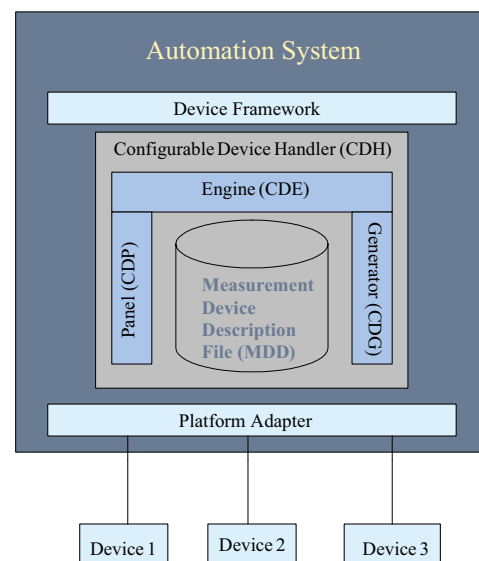 Automation System
Device Framework
Configurable Device Handler (CDH)
Engine (CDE)
Panel (CDP)
Measurement
Device
Description
File (MDD)
Generator (CDG)
Platform Adapter
Device 1
Device 2
Device 3